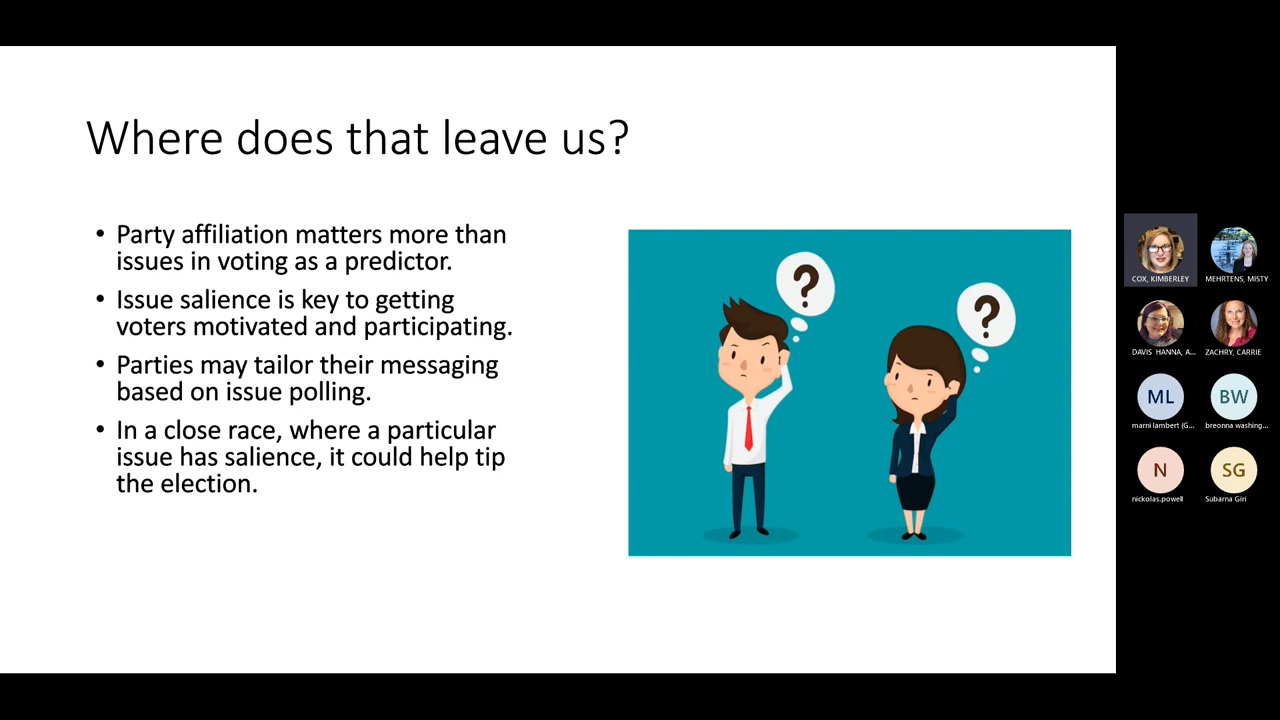 Where does that leave us?
• Party affiliation matters more than
issues in voting as a predictor.
• Issue salience is key to getting
voters motivated and participating.
• Parties may tailor their messaging
based on issue polling.
• In a close race, where a particular
issue has salience, it could help tip
the election.
?
?
COX, KIMBERLEY
MEHRTENS, MISTY
DAVIS HANNA, A...
ZACHRY, CARRIE
ML
BW
marni lambert (G...
breonna washing...
N
SG
nickolas.powell
Subarna Giri